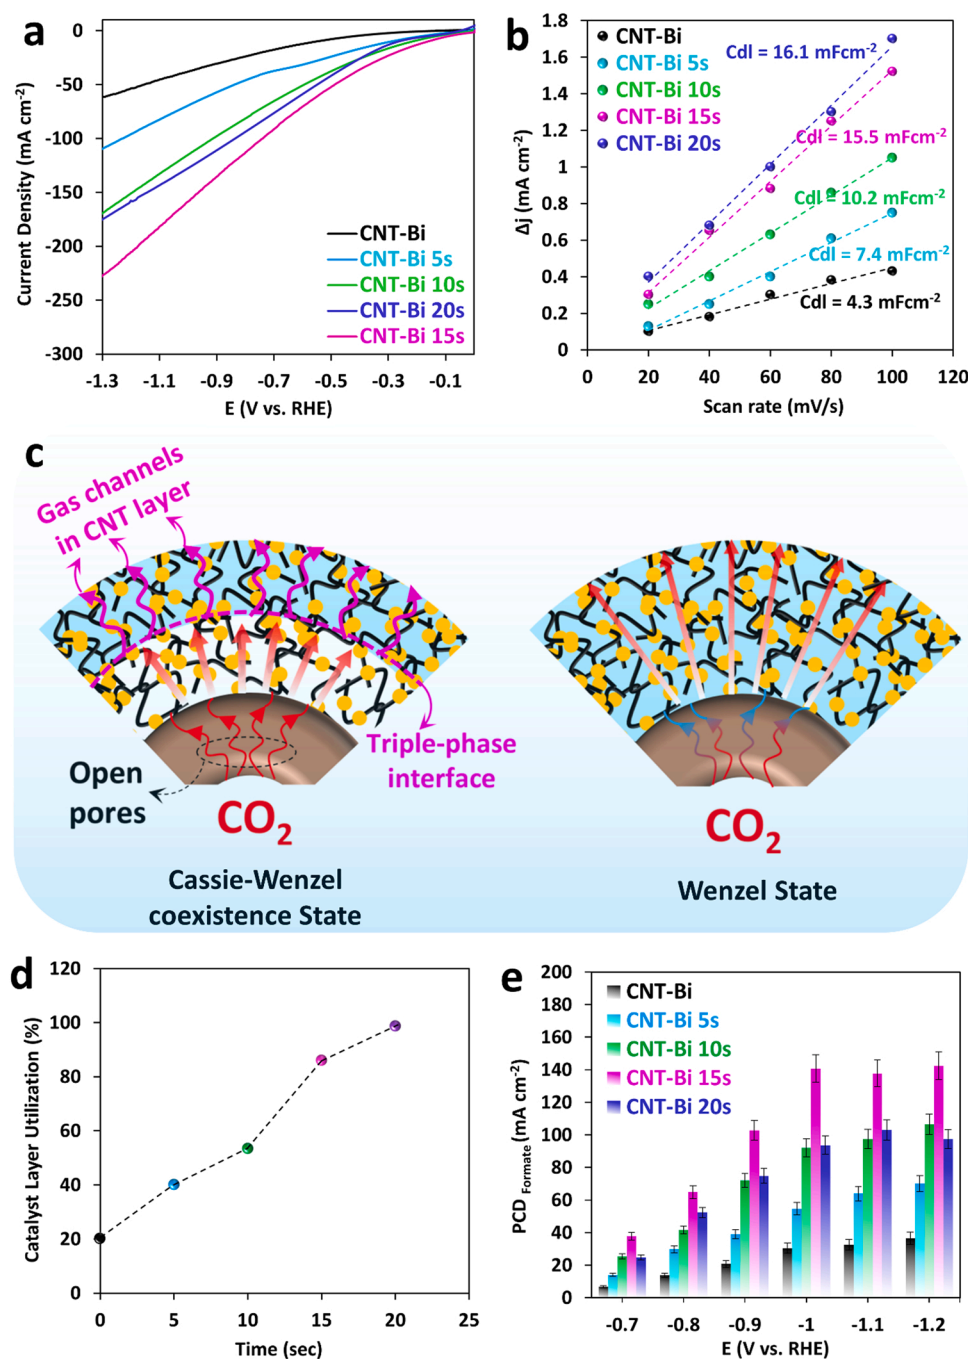 a
0
-50
-100
-150
-200
-250
-300
Current Density (mA cm-2)
CNT-Bi
CNT-Bi 5s
CNT-Bi 10s
CNT-Bi 20s
CNT-Bi 15s
-1.3 -1.1 -0.9 -0.7 -0.5 -0.3 -0.1
E (V vs. RHE)
b
1.8
1.6
1.4
1.2
1
0.8
0.6
0.4
0.2
0
Δj (mA cm-2)
CNT-Bi
CNT-Bi 5s
CNT-Bi 10s
CNT-Bi 15s
CNT-Bi 20s
Cdl = 16.1 mFcm-2
Cdl = 15.5 mFcm-2
Cdl = 10.2 mFcm-2
Cdl = 7.4 mFcm-2
Cdl = 4.3 mFcm-2
0 20 40 60 80 100 120
Scan rate (mV/s)
c
Gas channels
in CNT layer
Triple-phase
interface
Open
pores
CO2
Cassie-Wenzel
coexistence State
CO2
Wenzel State
d
120
100
80
60
40
20
0
Catalyst Layer Utilization (%)
0 5 10 15 20 25
Time (sec)
e
200
180
160
140
120
100
80
60
40
20
0
PCD Formate (mA cm-2)
CNT-Bi
CNT-Bi 5s
CNT-Bi 10s
CNT-Bi 15s
CNT-Bi 20s
-0.7 -0.8 -0.9 -1 -1.1 -1.2
E (V vs. RHE)